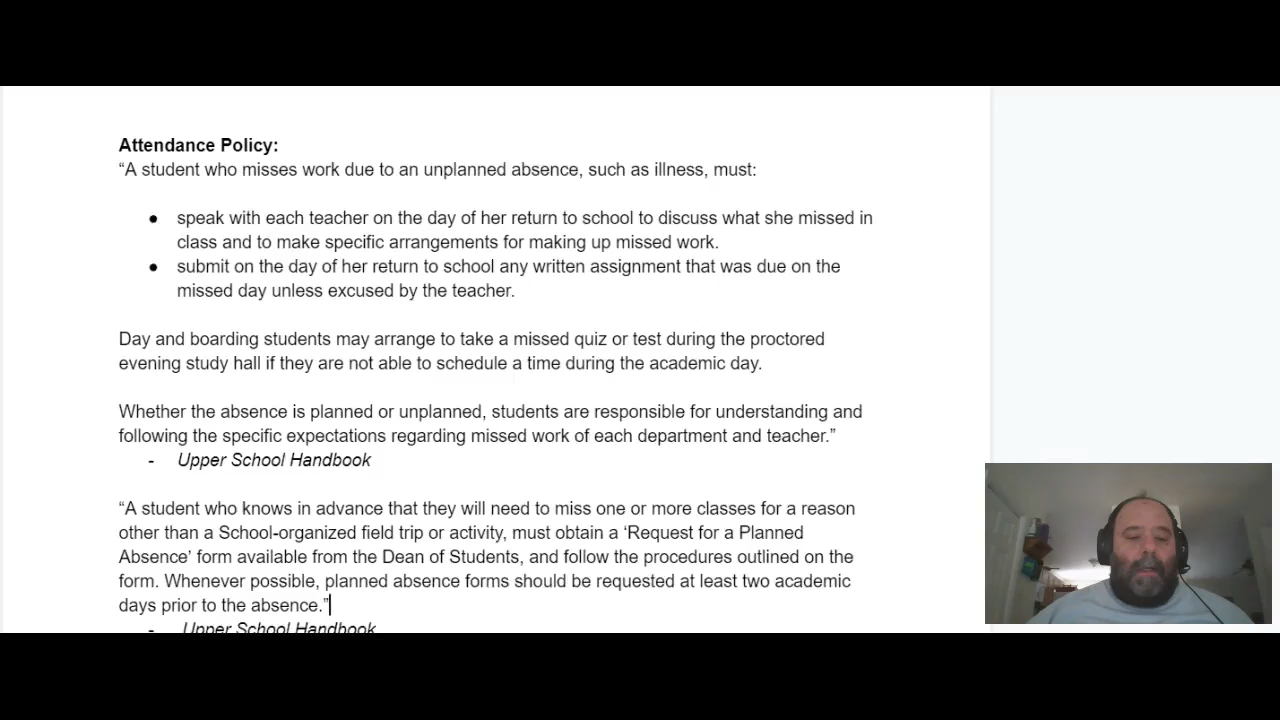 Attendance Policy:
“A student who misses work due to an unplanned absence, such as illness, must:
● speak with each teacher on the day of her return to school to discuss what she missed in
class and to make specific arrangements for making up missed work.
● submit on the day of her return to school any written assignment that was due on the
missed day unless excused by the teacher.
Day and boarding students may arrange to take a missed quiz or test during the proctored
evening study hall if they are not able to schedule a time during the academic day.
Whether the absence is planned or unplanned, students are responsible for understanding and
following the specific expectations regarding missed work of each department and teacher.”
- Upper School Handbook
“A student who knows in advance that they will need to miss one or more classes for a reason
other than a School-organized field trip or activity, must obtain a ‘Request for a Planned
Absence’ form available from the Dean of Students, and follow the procedures outlined on the
form. Whenever possible, planned absence forms should be requested at least two academic
days prior to the absence.”
- Upper School Handbook